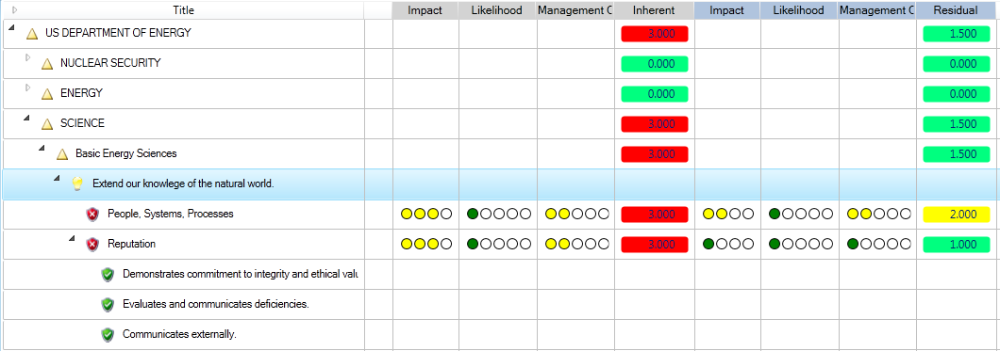 Title Impact Likelihood Management C Inherent Impact Likelihood Management C Residual
US DEPARTMENT OF ENERGY 3.000 1.500
NUCLEAR SECURITY 0.000 0.000
ENERGY 0.000 0.000
SCIENCE 3.000 1.500
Basic Energy Sciences 3.000 1.500
Extend our knowlege of the natural world.
People, Systems, Processes 3.000 2.000
Reputation 3.000 1.000
Demonstrates commitment to integrity and ethical valu
Evaluates and communicates deficiencies.
Communicates externally.